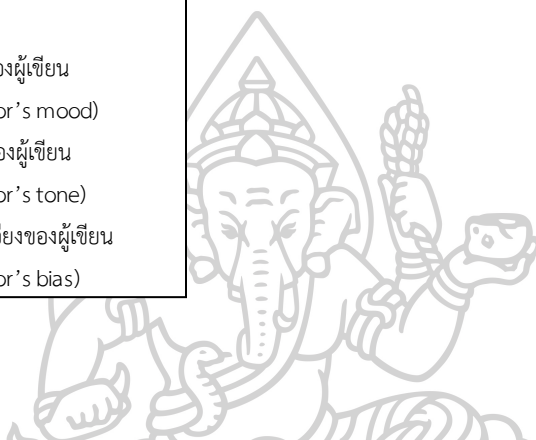 องผู้เขียน
or's mood)
องผู้เขียน
or's tone)
อียงของผู้เขียน
or's bias)